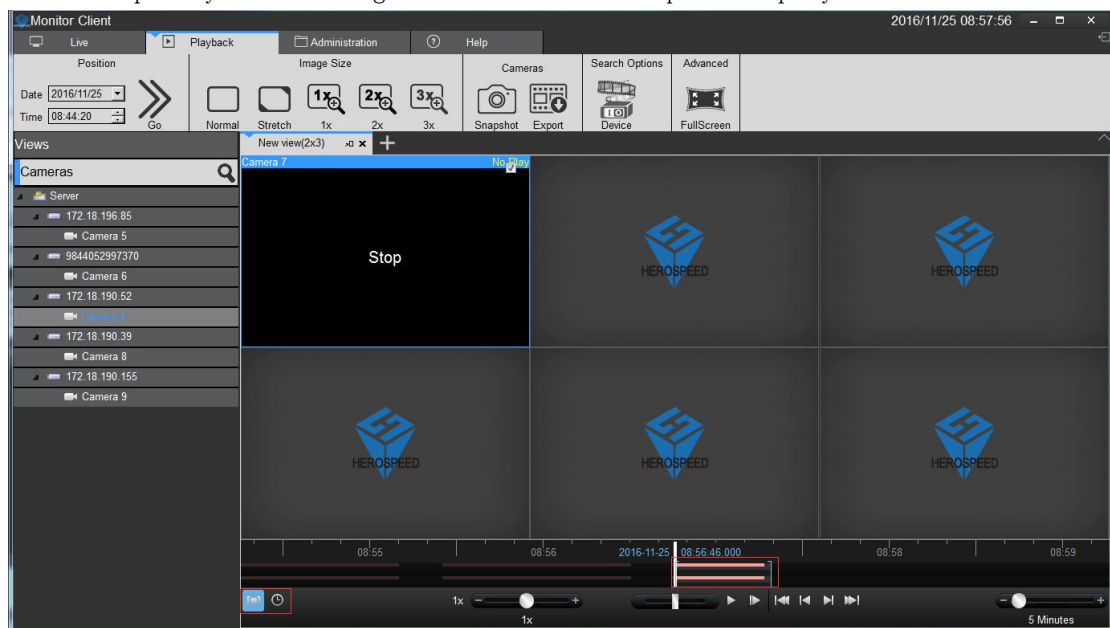 Monitor Client
2016/11/25 08:57:56
Live
Playback
Administration
Help
Position
Image Size
Cameras
Search Options
Advanced
Date 2016/11/25
Time 08:44:20
Go
Normal
Stretch
1x
2x
3x
1x
2x
3x
Snapshot
Export
Device
FullScreen
Views
New view(2x3)
Cameras
Camera 7
No Play
Server
172.18.196.85
Camera 5
9844052997370
Camera 6
172.18.190.52
Camera 7
172.18.190.39
Camera 8
172.18.190.155
Camera 9
Stop
HEROSPEED
HEROSPEED
HEROSPEED
HEROSPEED
HEROSPEED
08:55
08:56
2016-11-25 08:56:46.000
08:58
08:59
1x
1x
5 Minutes